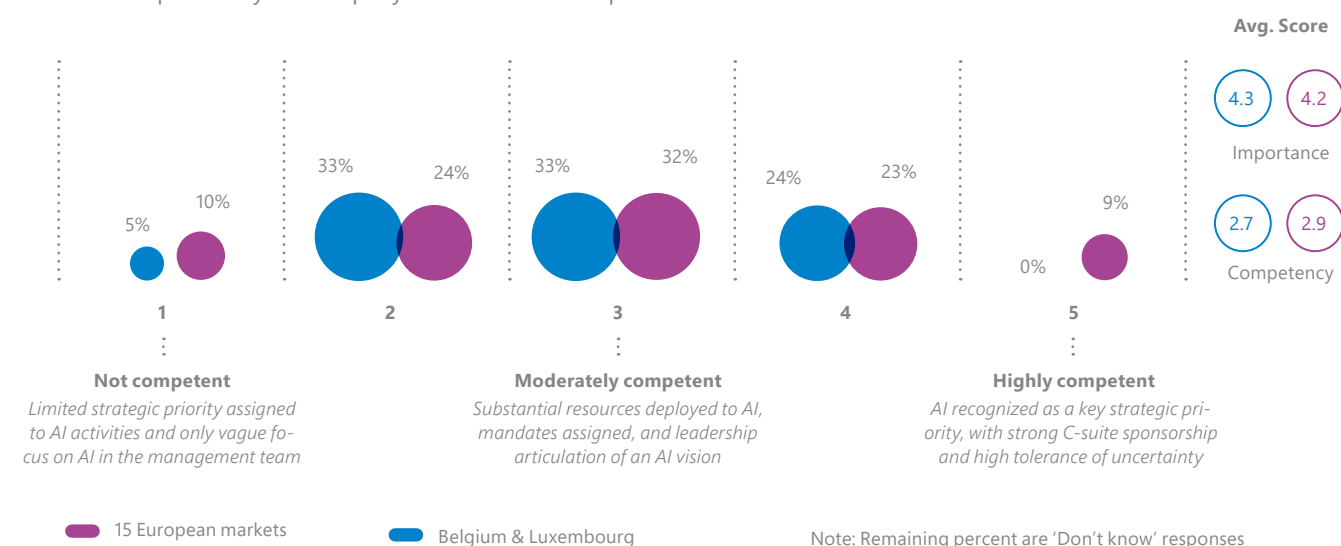 Avg. Score
4.3 4.2
Importance
2.7 2.9
Competency
5% 10%
33% 24%
33% 32%
24% 23%
0% 9%
1 2 3 4 5
Not competent
Limited strategic priority assigned
to AI activities and only vague fo-
cus on AI in the management team
Moderately competent
Substantial resources deployed to AI,
mandates assigned, and leadership
articulation of an AI vision
Highly competent
AI recognized as a key strategic pri-
ority, with strong C-suite sponsorship
and high tolerance of uncertainty
15 European markets
Belgium & Luxembourg
Note: Remaining percent are ‘Don’t know’ responses